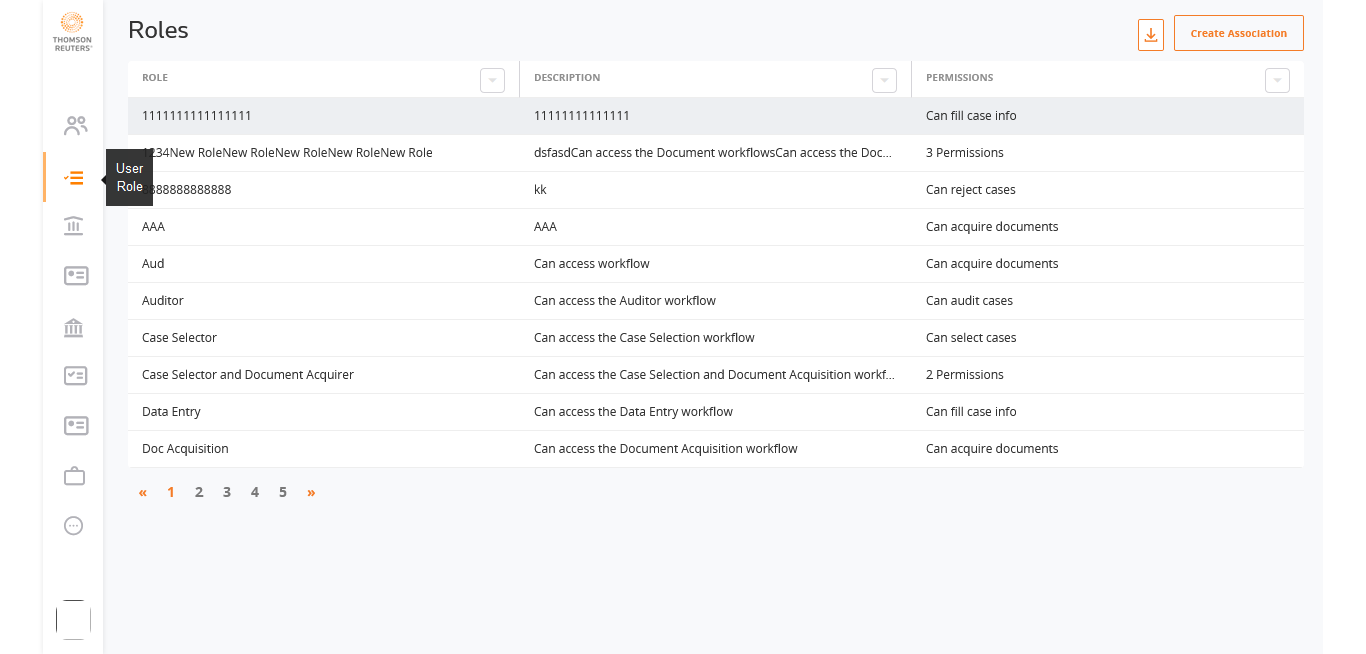 THOMSON
REUTERS
Roles
Create Association
ROLE DESCRIPTION PERMISSIONS
1111111111111111 11111111111111 Can fill case info
User
Role
1234New RoleNew RoleNew RoleNew RoleNew Role dsfasdCan access the Document workflowsCan access the Doc... 3 Permissions
kk Can reject cases
AAA AAA Can acquire documents
Aud Can access workflow Can acquire documents
Auditor Can access the Auditor workflow Can audit cases
Case Selector Can access the Case Selection workflow Can select cases
Case Selector and Document Acquirer Can access the Case Selection and Document Acquisition workf... 2 Permissions
Data Entry Can access the Data Entry workflow Can fill case info
Doc Acquisition Can access the Document Acquisition workflow Can acquire documents
« 1 2 3 4 5 »